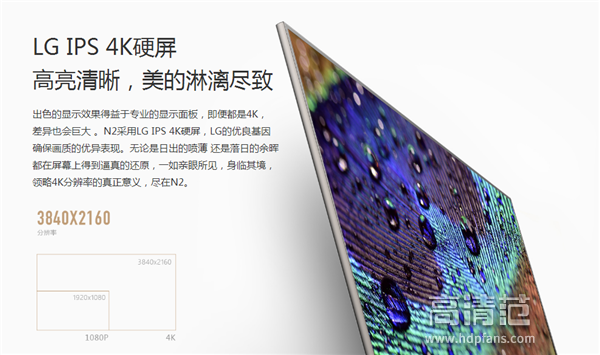 LG IPS 4K硬屏
高亮清晰，美的淋漓尽致
出色的显示效果得益于专业的显示面板，即便都是4K，
差异也会巨大 。N2采用LG IPS 4K硬屏，LG的优良基因
确保画质的优异表现。无论是日出的喷薄 还是落日的余晖
都在屏幕上得到逼真的还原，一如亲眼所见，身临其境，
领略4K分辨率的真正意义，尽在N2。
3840X2160
分辨率
3840x2160
1920x1080
1080P
4K
高清范
www.hdpfans.com